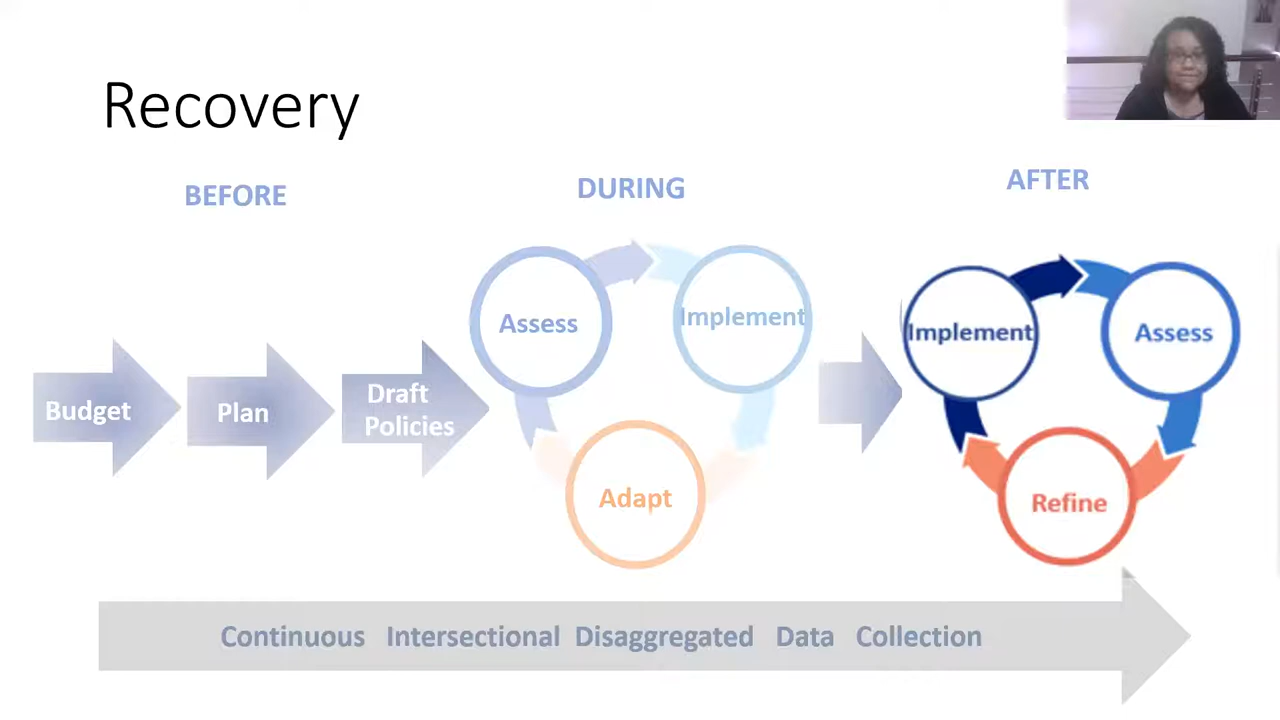 Recovery
BEFORE
DURING
AFTER
Assess
Implement
Implement
Assess
Budget
Plan
Draft
Policies
Adapt
Refine
Continuous Intersectional Disaggregated Data Collection